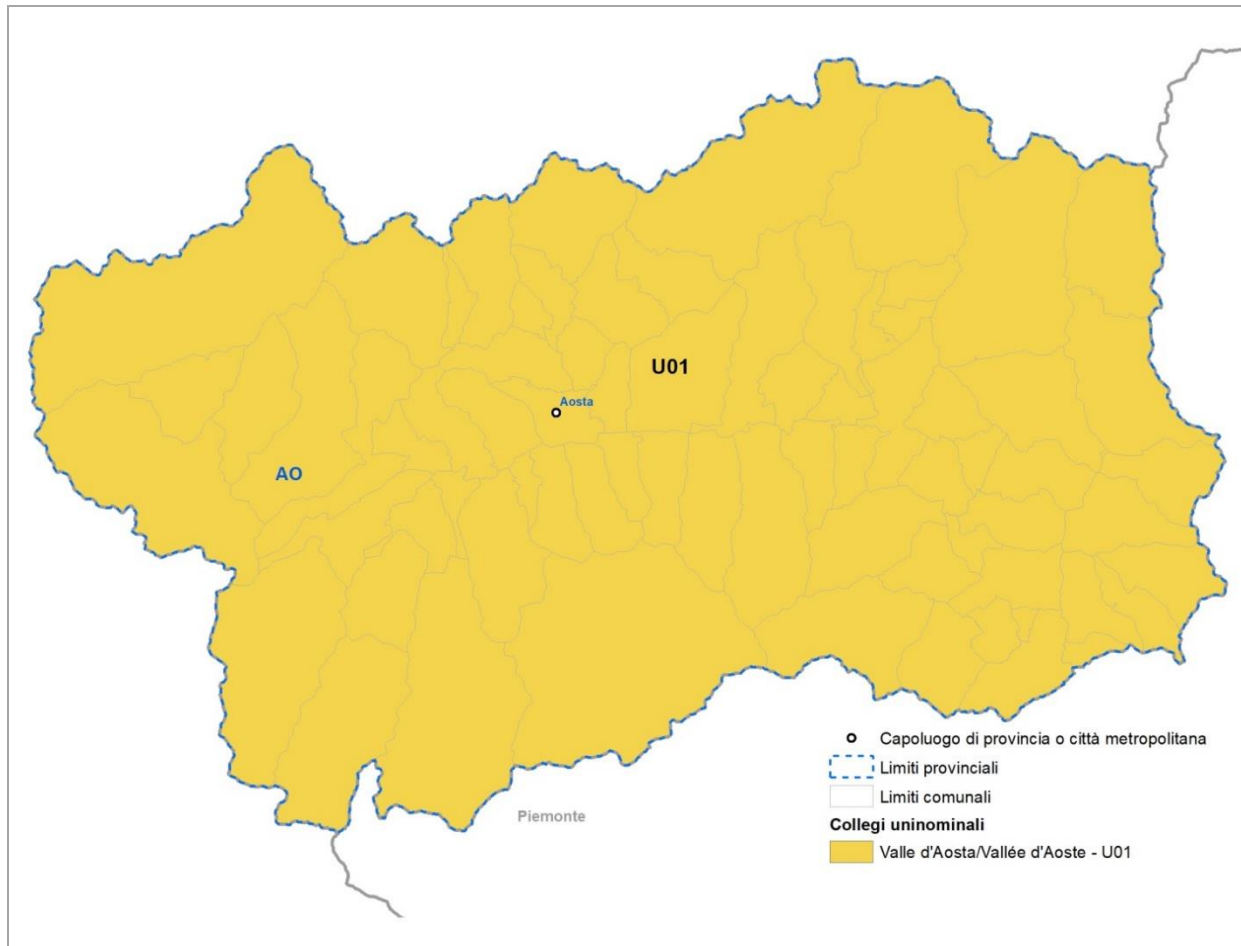 U01
Aosta
AO
Capoluogo di provincia o città metropolitana
Limiti provinciali
Limiti comunali
Collegi uninominali
Valle d'Aosta/Vallée d'Aoste - U01
Piemonte